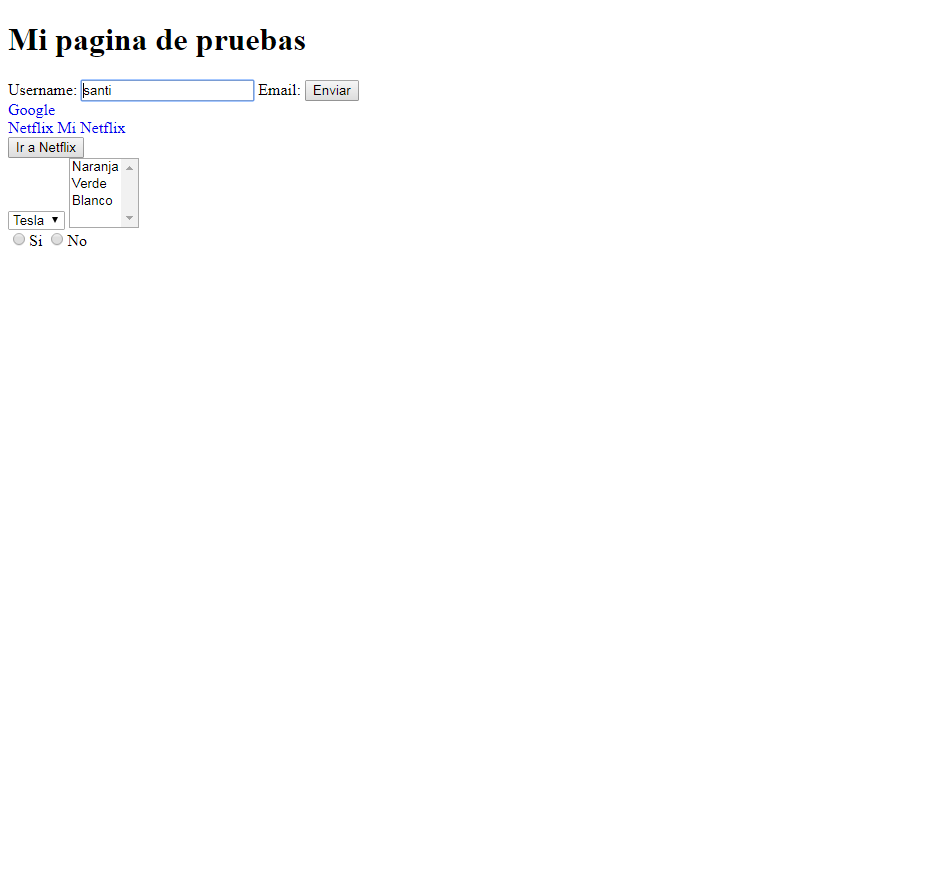 Mi pagina de pruebas
Username: santi Email: Enviar
Google
Netflix Mi Netflix
Ir a Netflix
Naranja
Verde
Blanco
Tesla
Si No